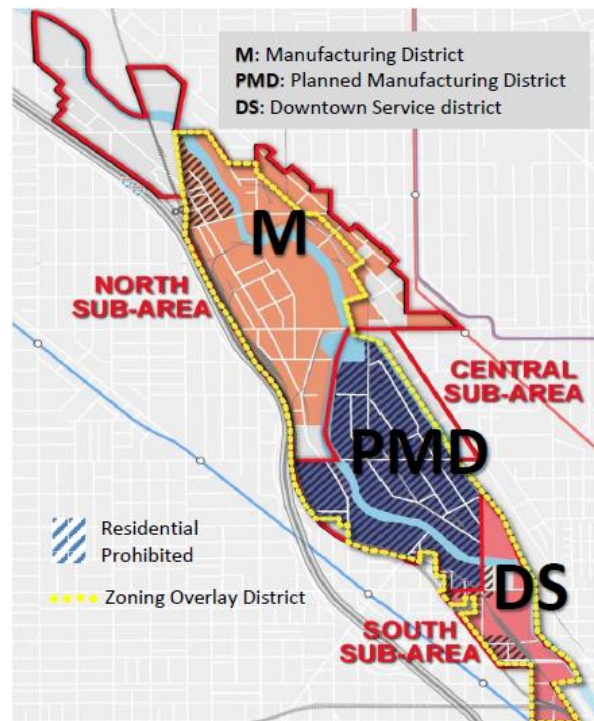 M: Manufacturing District
PMD: Planned Manufacturing District
DS: Downtown Service district
M
NORTH
SUB-AREA
CENTRAL
SUB-AREA
PMD
Residential
Prohibited
DS
Zoning Overlay District
SOUTH
SUB-AREA